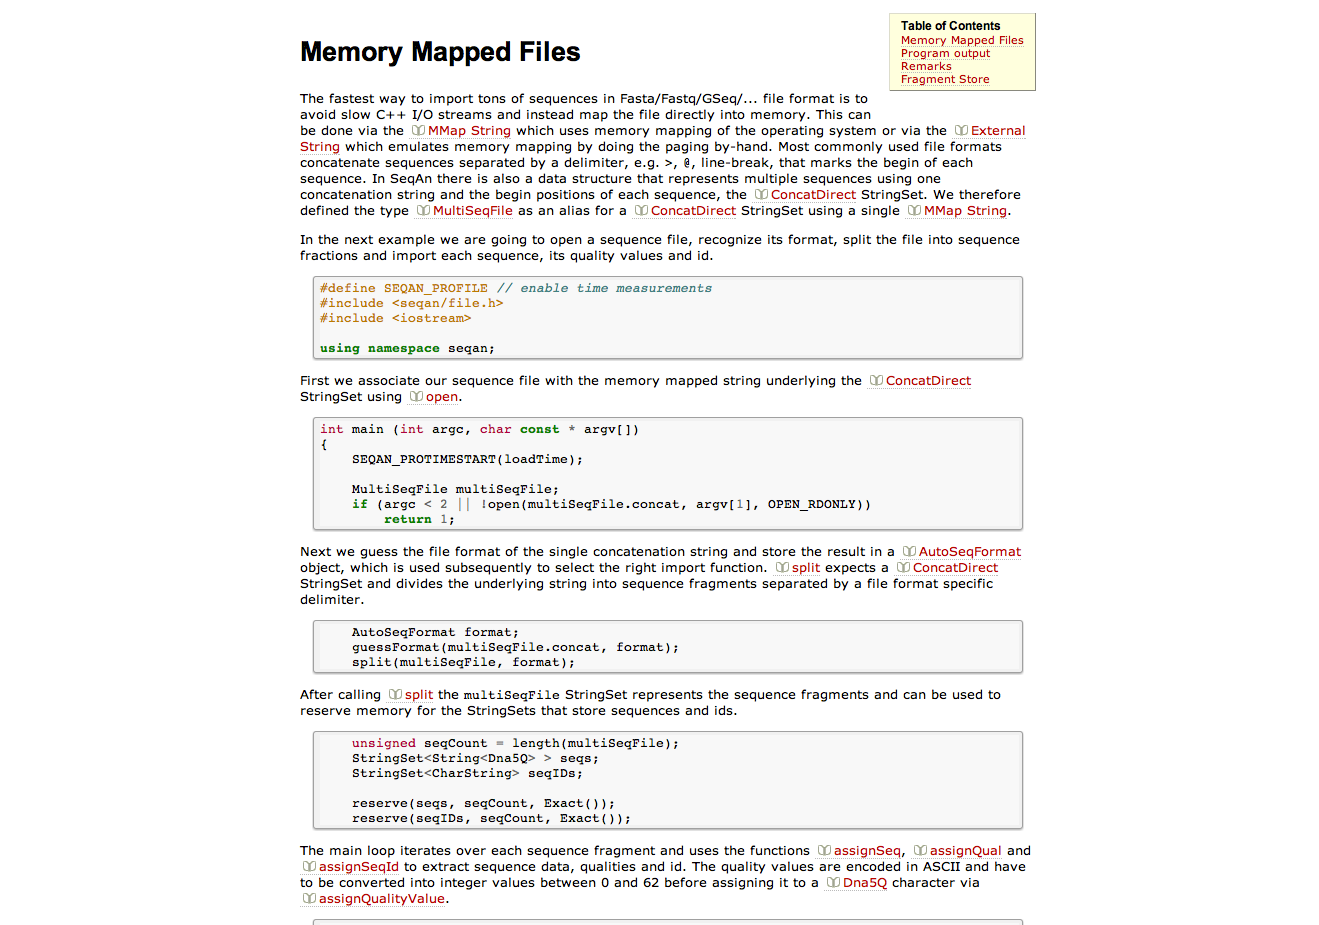 Table of Contents
Memory Mapped Files
Program output
Remarks
Fragment Store
Memory Mapped Files
The fastest way to import tons of sequences in Fasta/Fastq/GSeq/... file format is to
avoid slow C++ I/O streams and instead map the file directly into memory. This can
be done via the MMap String which uses memory mapping of the operating system or via the External
String which emulates memory mapping by doing the paging by-hand. Most commonly used file formats
concatenate sequences separated by a delimiter, e.g. >, @, line-break, that marks the begin of each
sequence. In SeqAn there is also a data structure that represents multiple sequences using one
concatenation string and the begin positions of each sequence, the ConcatDirect StringSet. We therefore
defined the type MultiSeqFile as an alias for a ConcatDirect StringSet using a single MMap String.
In the next example we are going to open a sequence file, recognize its format, split the file into sequence
fractions and import each sequence, its quality values and id.
#define SEQAN_PROFILE // enable time measurements
#include <seqan/file.h>
#include <iostream>
using namespace seqan;
First we associate our sequence file with the memory mapped string underlying the ConcatDirect
StringSet using open.
int main (int argc, char const * argv[])
{
    SEQAN_PROTIMESTART(loadTime);
    MultiSeqFile multiSeqFile;
    if (argc < 2 || !open(multiSeqFile.concat, argv[1], OPEN_RDONLY))
        return 1;
Next we guess the file format of the single concatenation string and store the result in a AutoSeqFormat
object, which is used subsequently to select the right import function. split expects a ConcatDirect
StringSet and divides the underlying string into sequence fragments separated by a file format specific
delimiter.
    AutoSeqFormat format;
    guessFormat(multiSeqFile.concat, format);
    split(multiSeqFile, format);
After calling split the multiSeqFile StringSet represents the sequence fragments and can be used to
reserve memory for the StringSets that store sequences and ids.
    unsigned seqCount = length(multiSeqFile);
    StringSet<String<Dna5Q> > seqs;
    StringSet<CharString> seqIDs;
    reserve(seqs, seqCount, Exact());
    reserve(seqIDs, seqCount, Exact());
The main loop iterates over each sequence fragment and uses the functions assignSeq, assignQual and
assignSeqId to extract sequence data, qualities and id. The quality values are encoded in ASCII and have
to be converted into integer values between 0 and 62 before assigning it to a Dna5Q character via
assignQualityValue.